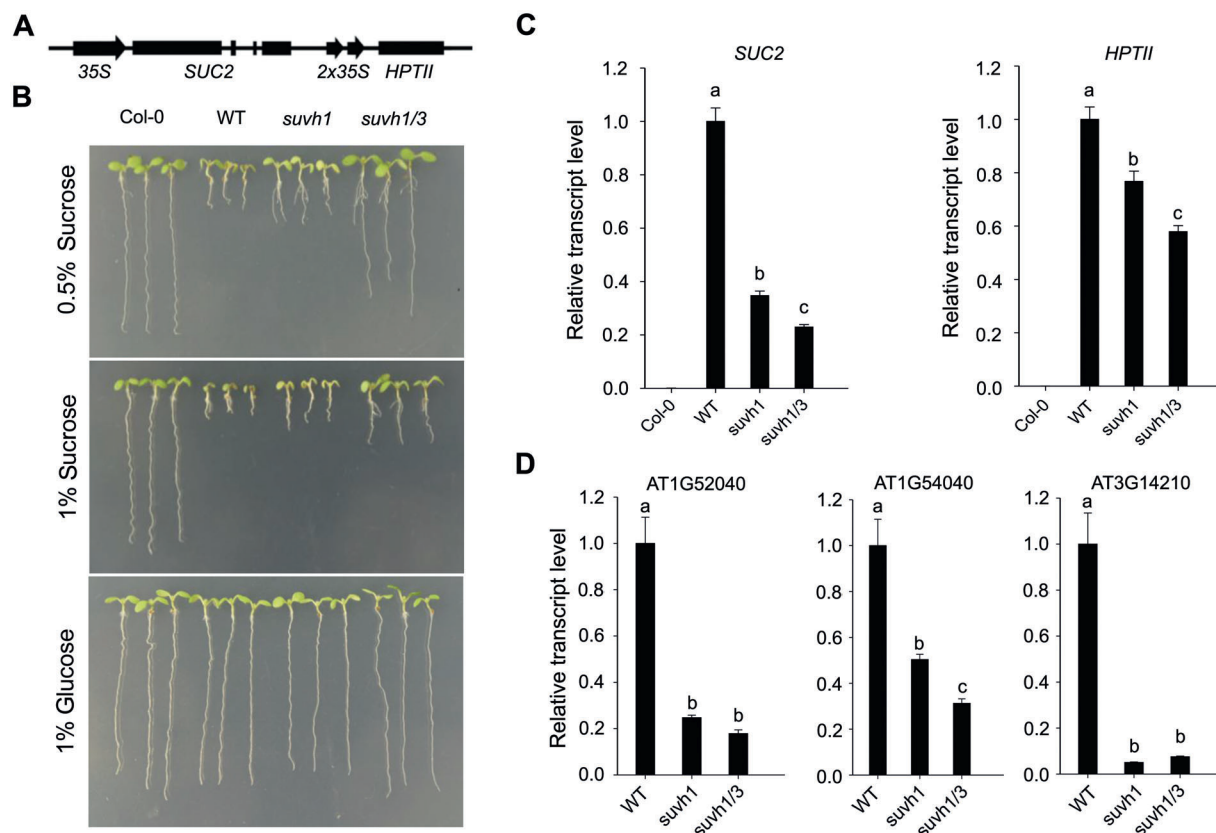 A
35S
SUC2
2x35S
HPTII
B
Col-0
WT
suvh1
suvh1/3
0.5% Sucrose
1% Sucrose
1% Glucose
C
SUC2
Relative transcript level
1.2
1.0
0.8
0.6
0.4
0.2
0.0
a
b
c
Col-0
WT
suvh1
suvh1/3
HPTII
Relative transcript level
1.2
1.0
0.8
0.6
0.4
0.2
0.0
a
b
c
Col-0
WT
suvh1
suvh1/3
D
AT1G52040
Relative transcript level
1.2
1.0
0.8
0.6
0.4
0.2
0.0
a
b
b
WT
suvh1
suvh1/3
AT1G54040
1.2
1.0
0.8
0.6
0.4
0.2
0.0
a
b
c
WT
suvh1
suvh1/3
AT3G14210
1.2
1.0
0.8
0.6
0.4
0.2
0.0
a
b
b
WT
suvh1
suvh1/3